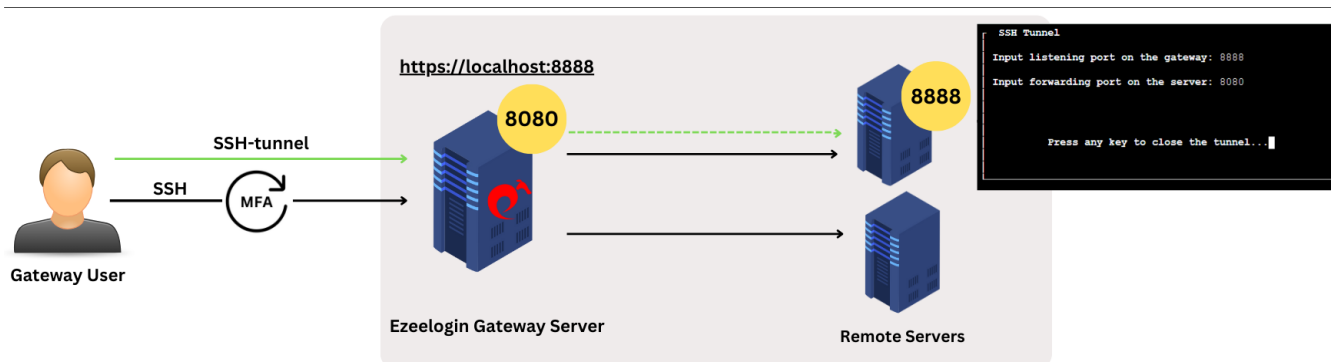 https://localhost:8888
8080
8888
SSH-tunnel
SSH
MFA
Gateway User
Ezeelogin Gateway Server
Remote Servers
SSH Tunnel
Input listening port on the gateway: 8888
Input forwarding port on the server: 8080
Press any key to close the tunnel...